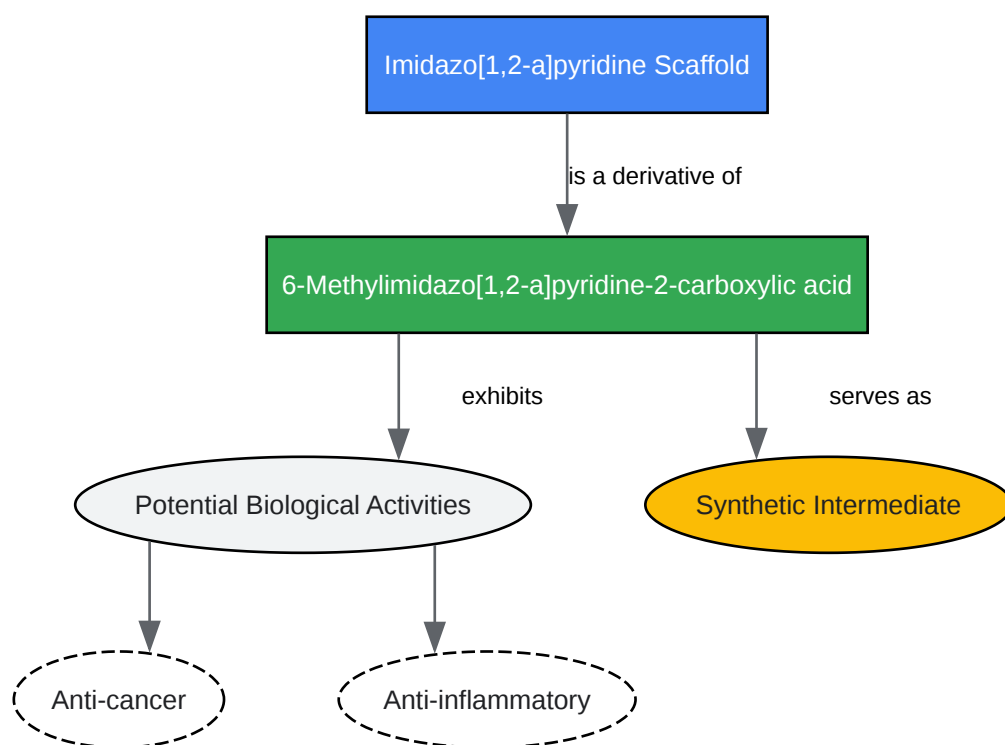 Imidazo[1,2-a]pyridine Scaffold
is a derivative of
6-Methylimidazo[1,2-a]pyridine-2-carboxylic acid
exhibits
serves as
Potential Biological Activities
Synthetic Intermediate
Anti-cancer
Anti-inflammatory